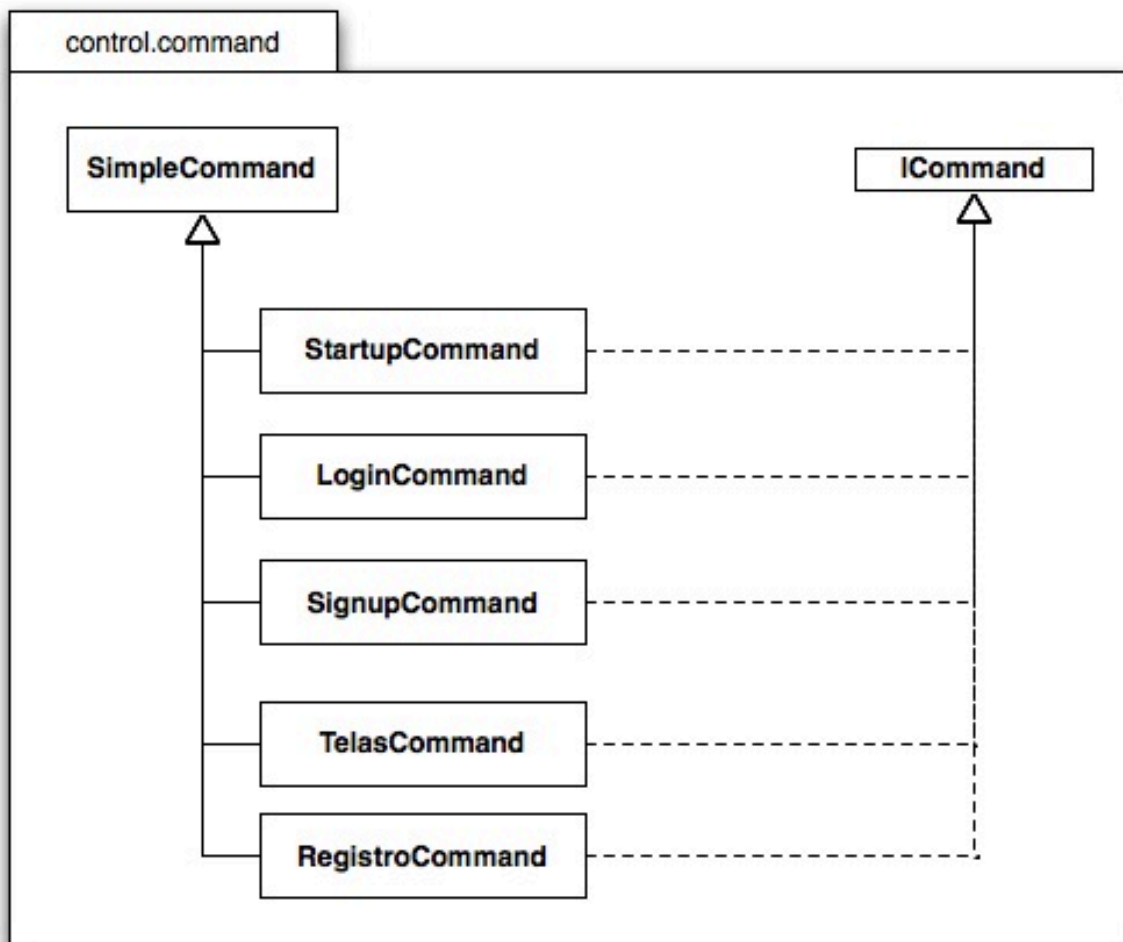 control.command
SimpleCommand
ICommand
StartupCommand
LoginCommand
SignupCommand
TelasCommand
RegistroCommand